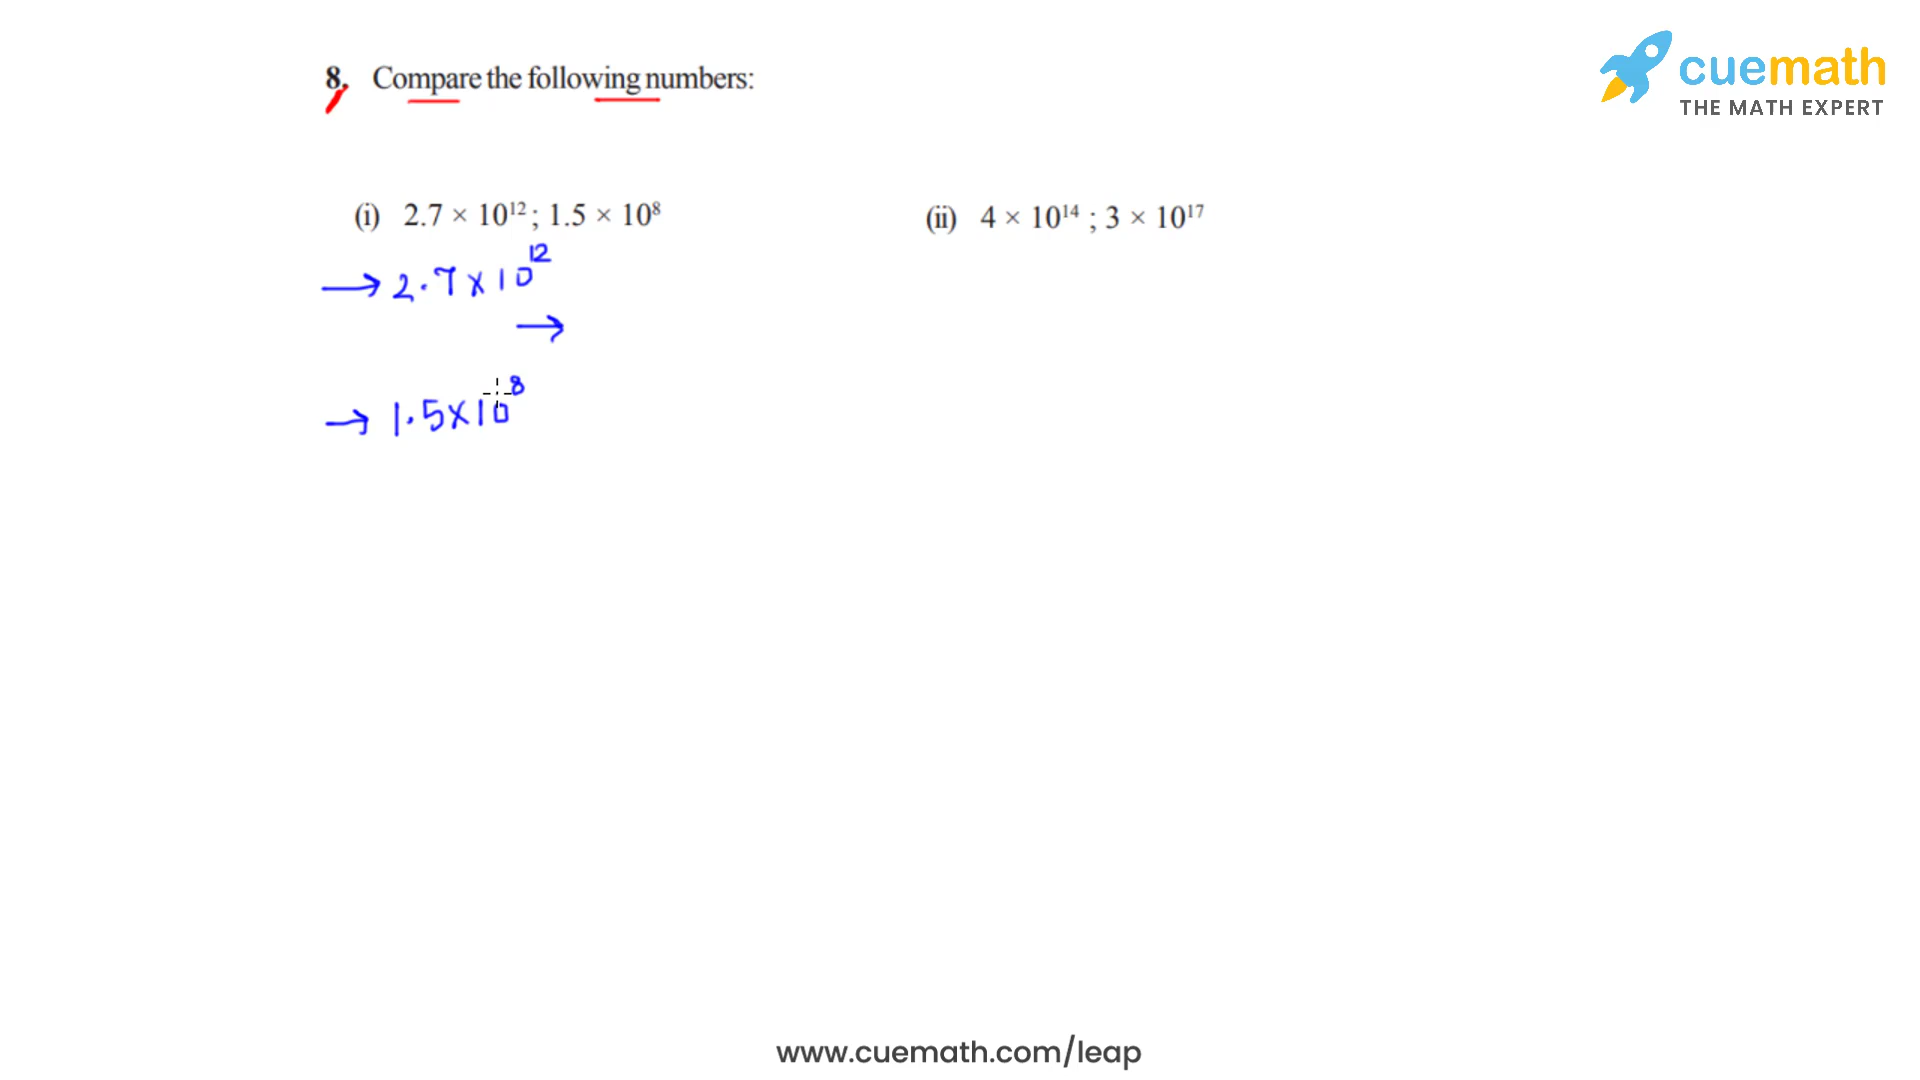 8. Compare the following numbers:
cuemath
THE MATH EXPERT
(i) 2.7 × 10¹² ; 1.5 × 10⁸
(ii) 4 × 10¹⁴ ; 3 × 10¹⁷
→ 2.7 × 10¹²
→
→ 1.5 × 10⁸
www.cuemath.com/leap